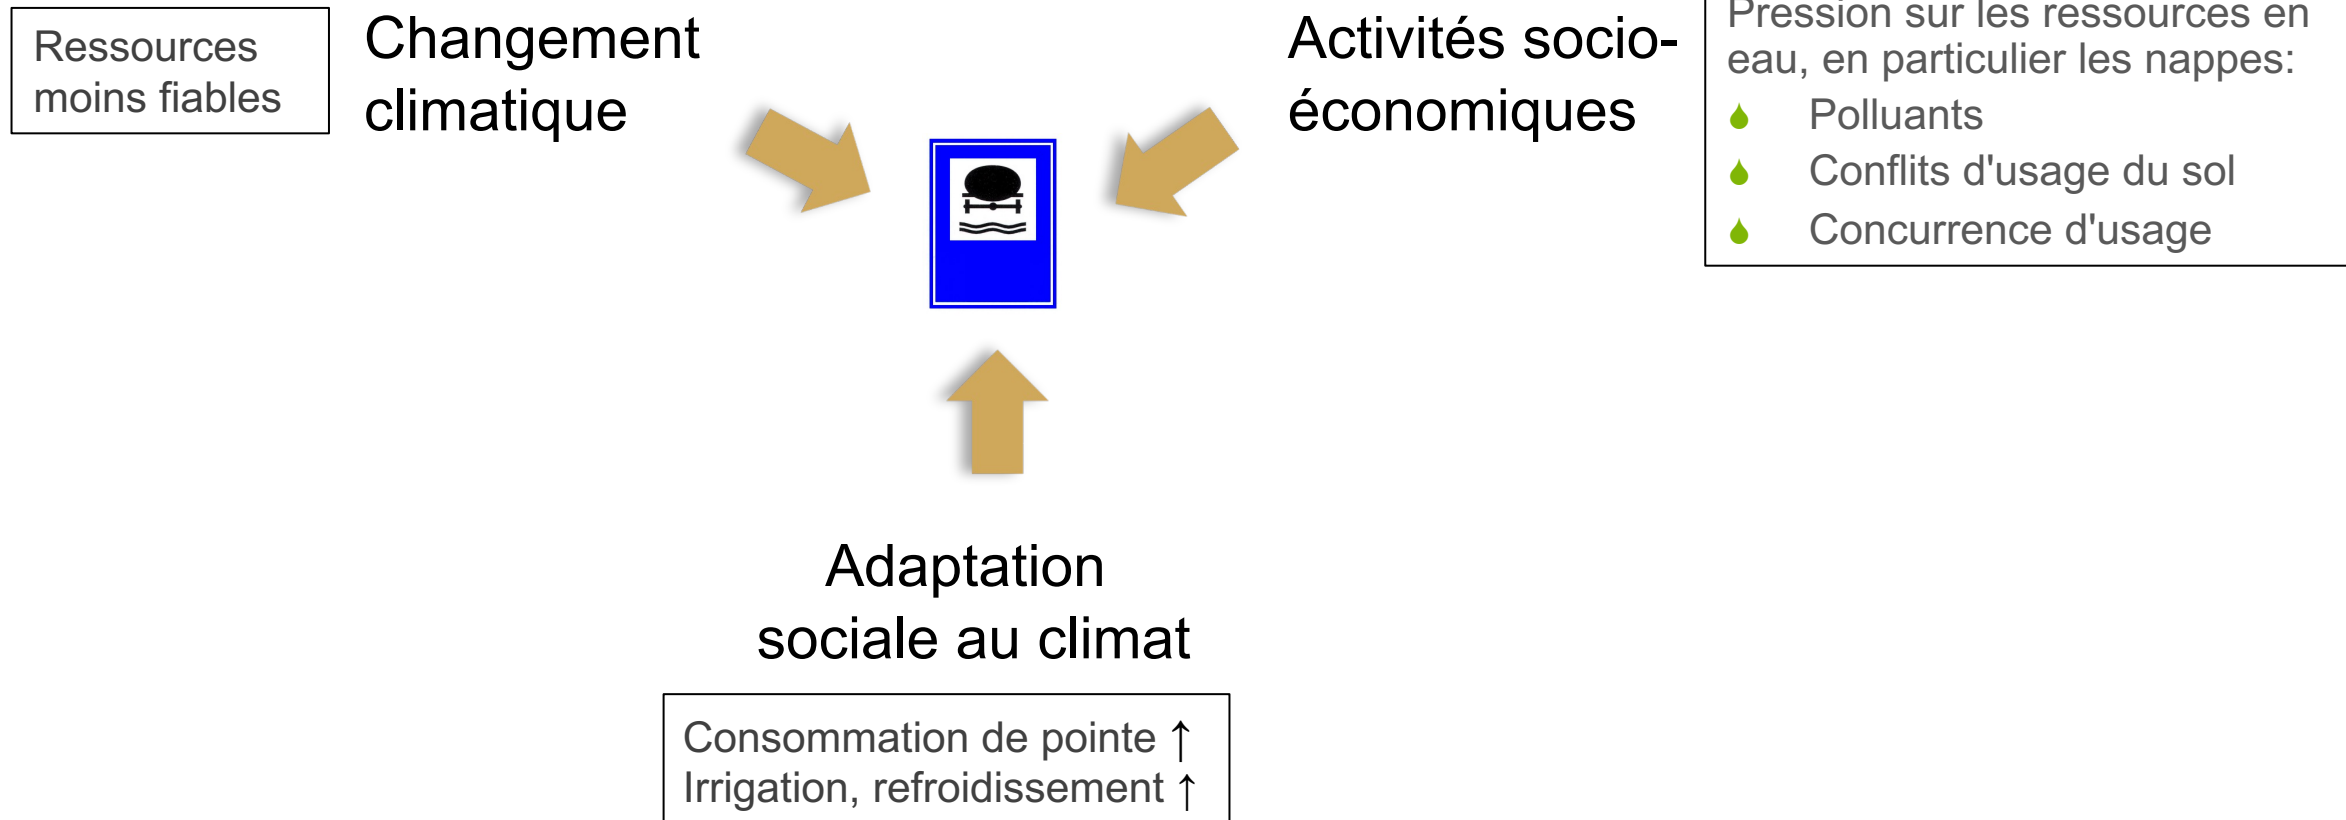 Ressources
moins fiables
Changement
climatique
Activités socio-
économiques
Pression sur les ressources en
eau, en particulier les nappes:
Polluants
Conflits d'usage du sol
Concurrence d'usage
Adaptation
sociale au climat
Consommation de pointe ↑
Irrigation, refroidissement ↑